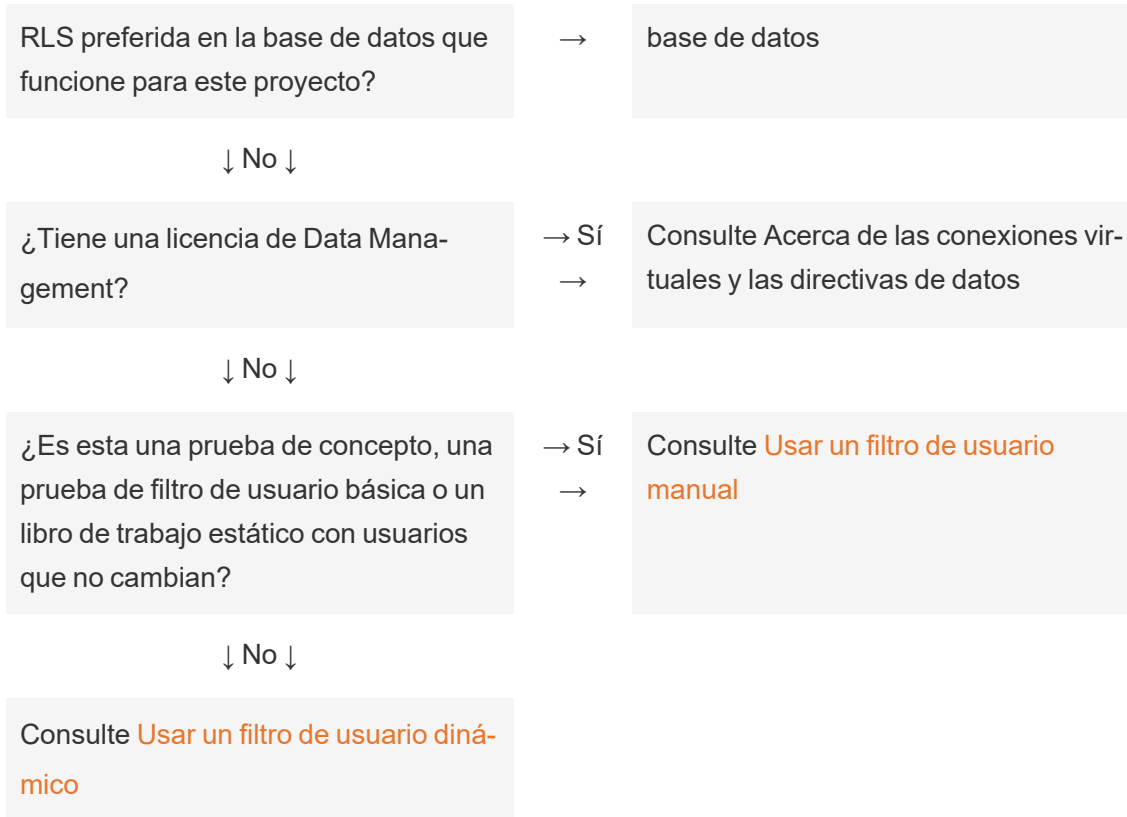 RLS preferida en la base de datos que
funcione para este proyecto?
→
base de datos
↓ No ↓
¿Tiene una licencia de Data Mana-
gement?
→ Sí
→
Consulte Acerca de las conexiones vir-
tuales y las directivas de datos
↓ No ↓
¿Es esta una prueba de concepto, una
prueba de filtro de usuario básica o un
libro de trabajo estático con usuarios
que no cambian?
→ Sí
→
Consulte Usar un filtro de usuario
manual
↓ No ↓
Consulte Usar un filtro de usuario diná-
mico